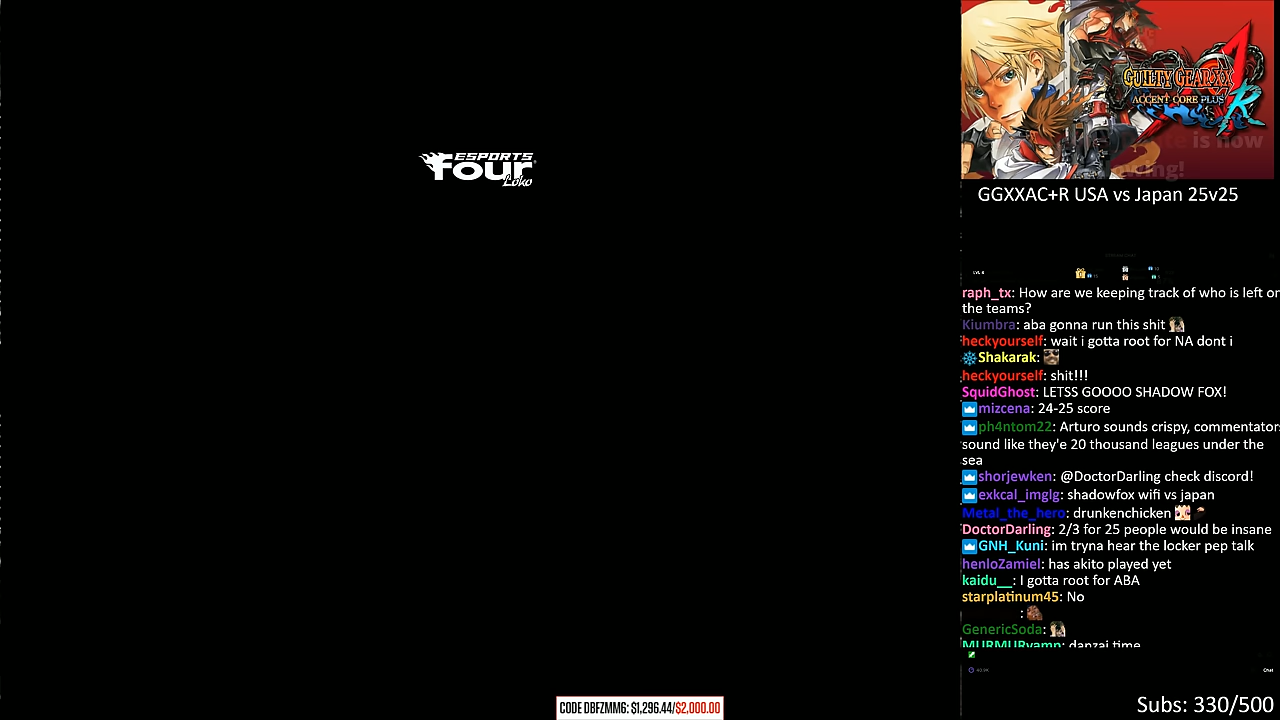 ESPORTS
Four
Loko
GUILTY GEAR XX
ACCENT CORE PLUS R
is now
GGXXAC+R USA vs Japan 25v25
raph_tx: How are we keeping track of who is left on
the teams?
Kiumbra: aba gonna run this shit
heckyourself: wait i gotta root for NA dont i
Shakarak:
heckyourself: shit!!!
SquidGhost: LETSS GOOOO SHADOW FOX!
mizcena: 24-25 score
ph4ntom22: Arturo sounds crispy, commentators
sound like they'e 20 thousand leagues under the
sea
shorjewken: @DoctorDarling check discord!
exkcal_imglg: shadowfox wifi vs japan
Metal_the_hero: drunkenchicken
DoctorDarling: 2/3 for 25 people would be insane
GNH_Kuni: im tryna hear the locker pep talk
henloZamiel: has akito played yet
kaidu__: I gotta root for ABA
starplatinum45: No
:
GenericSoda:
MURMURvamp: danzai time
Chat
Subs: 330/500
CODE DBFZMM6: $1,296.44/$2,000.00